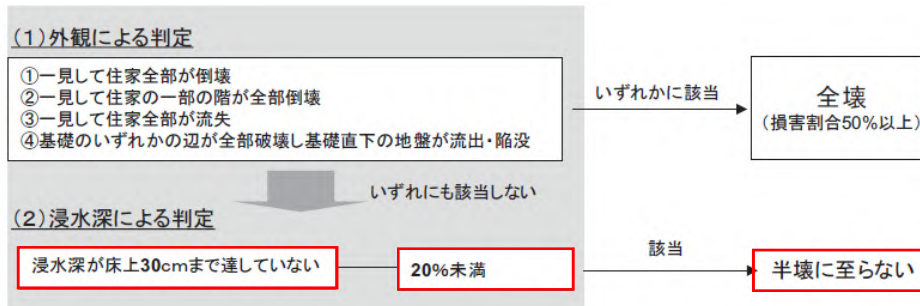 (1)外観による判定
①一見して住家全部が倒壊
②一見して住家の一部の階が全部倒壊
③一見して住家全部が流失
④基礎のいずれかの辺が全部破壊し基礎直下の地盤が流出・陥没
いずれかに該当
全壊
(損害割合50%以上)
いずれにも該当しない
(2)浸水深による判定
浸水深が床上30cmまで達していない
20%未満
該当
半壊に至らない